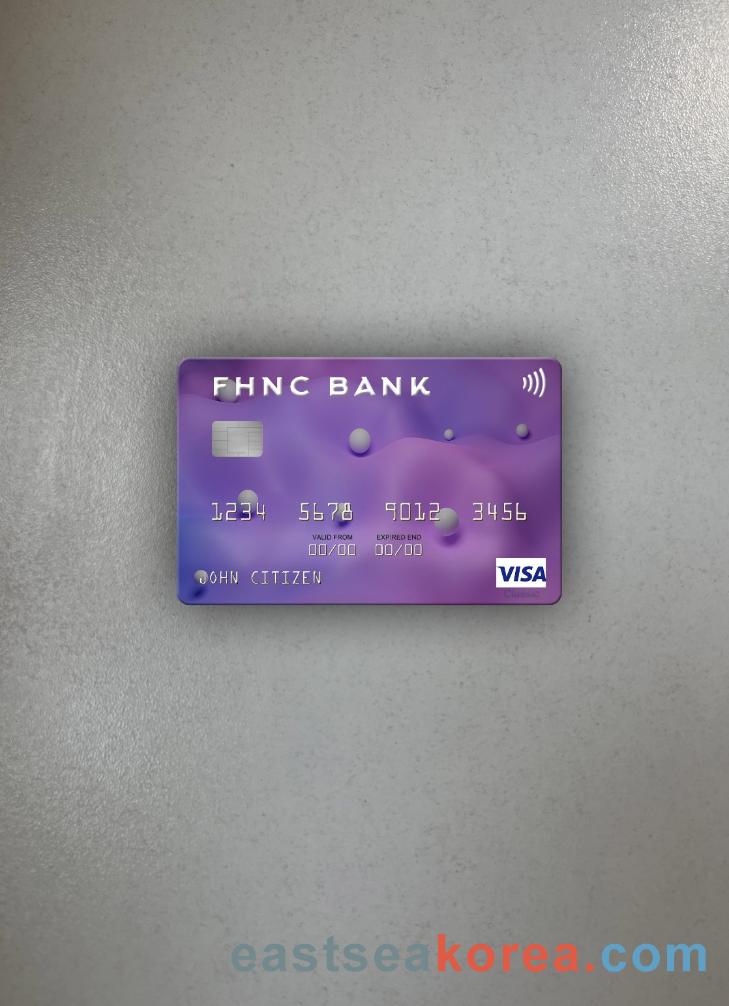 FHNC BANK
1234 5678 9012 3456
VALID FROM EXPIRED END
00/00 00/00
JOHN CITIZEN
VISA
Classic
eastseakorea.com